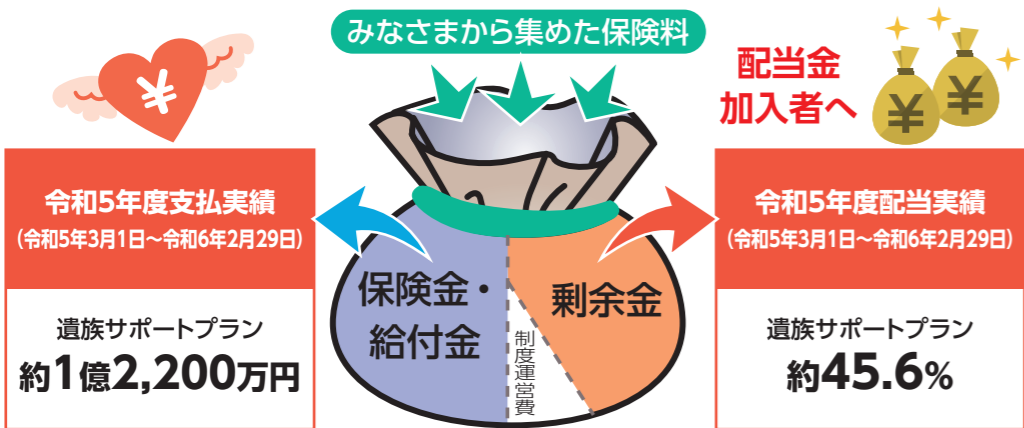 みなさまから集めた保険料
¥
配当金
加入者へ
¥ ¥
令和5年度支払実績
（令和5年3月1日～令和6年2月29日）
遺族サポートプラン
約1億2,200万円
保険金・
給付金
制度運営費
剰余金
令和5年度配当実績
（令和5年3月1日～令和6年2月29日）
遺族サポートプラン
約45.6%